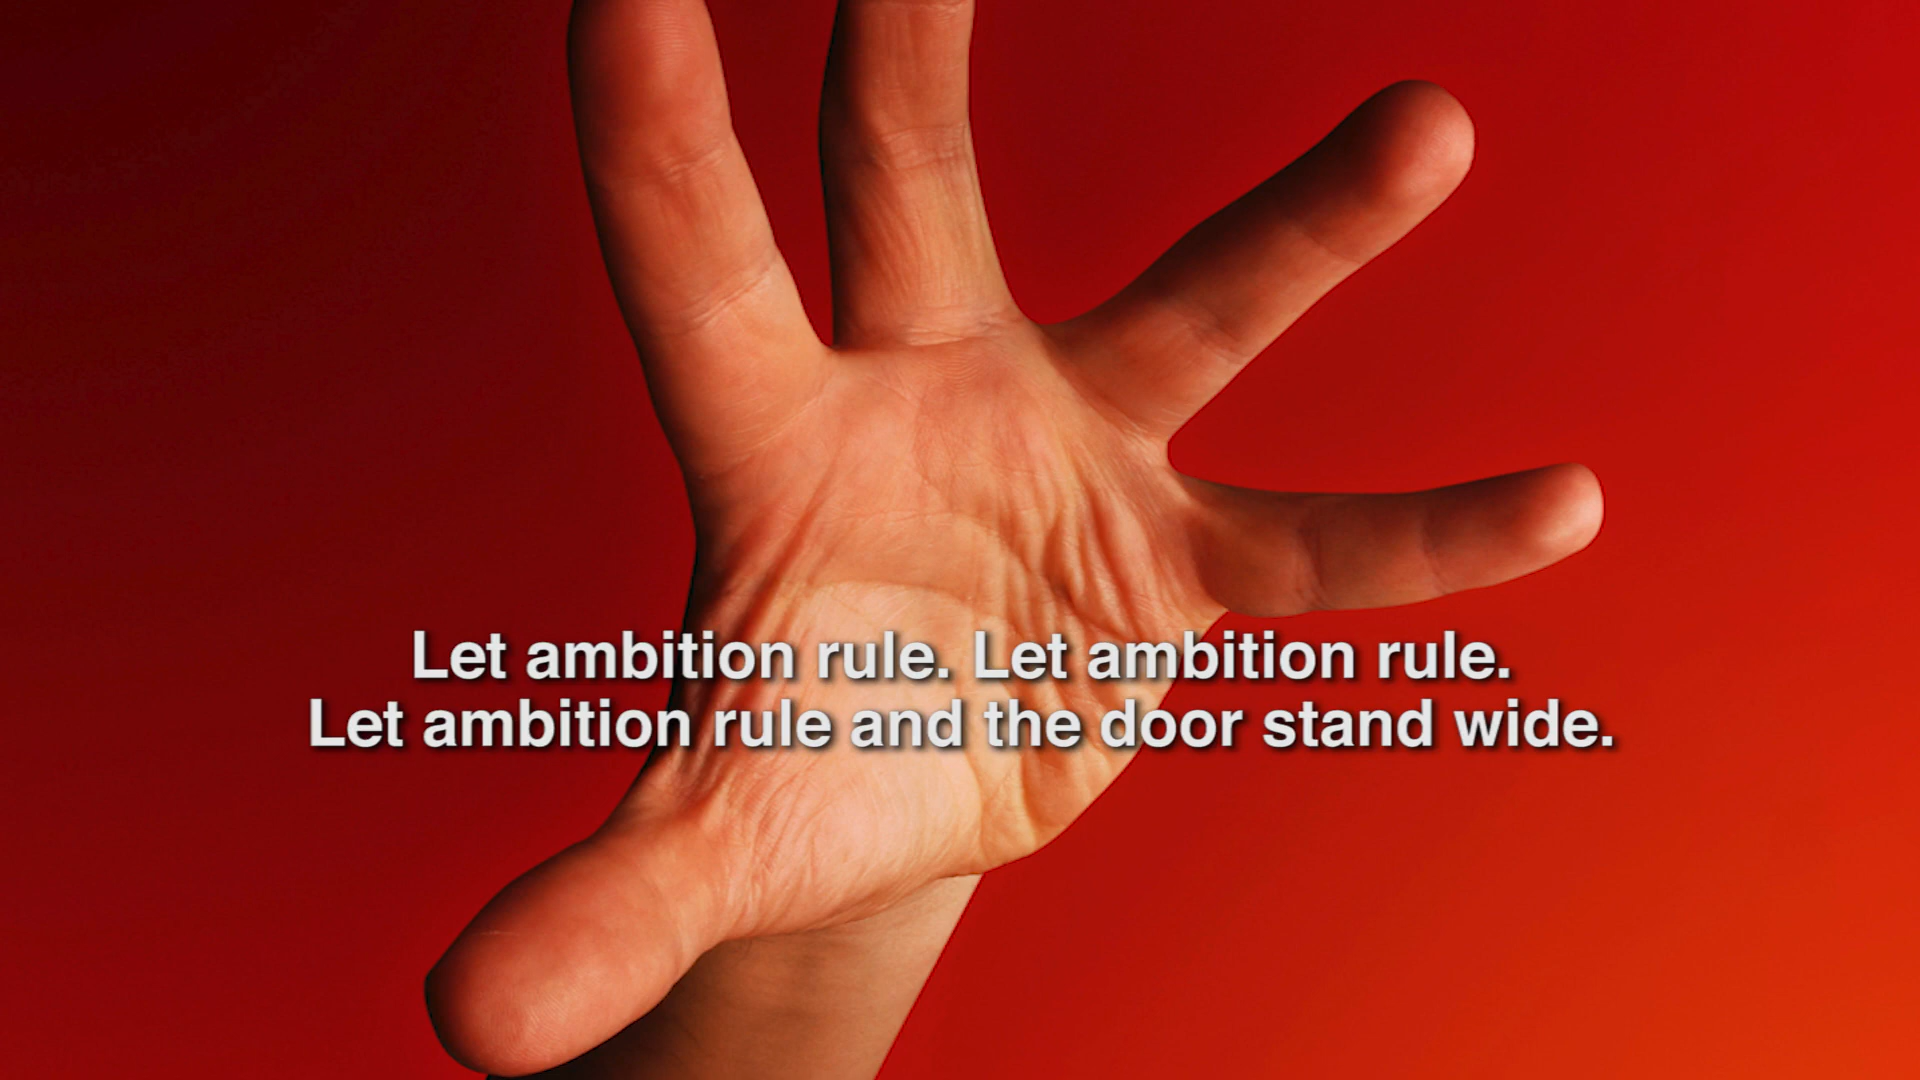 Let ambition rule. Let ambition rule.
Let ambition rule and the door stand wide.